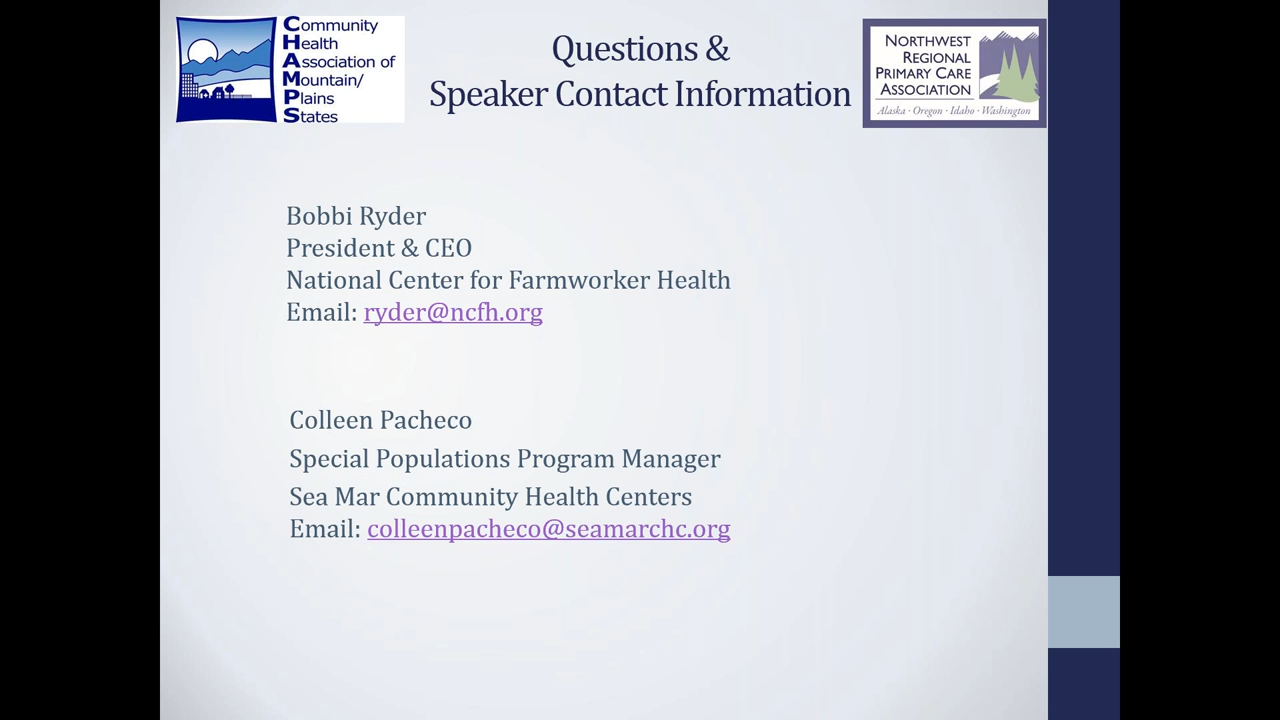 Community
Health
Association of
Mountain/
Plains
States
Questions &
Speaker Contact Information
NORTHWEST
REGIONAL
PRIMARY CARE
ASSOCIATION
Alaska · Oregon · Idaho · Washington
Bobbi Ryder
President & CEO
National Center for Farmworker Health
Email: ryder@ncfh.org
Colleen Pacheco
Special Populations Program Manager
Sea Mar Community Health Centers
Email: colleenpacheco@seamarchc.org